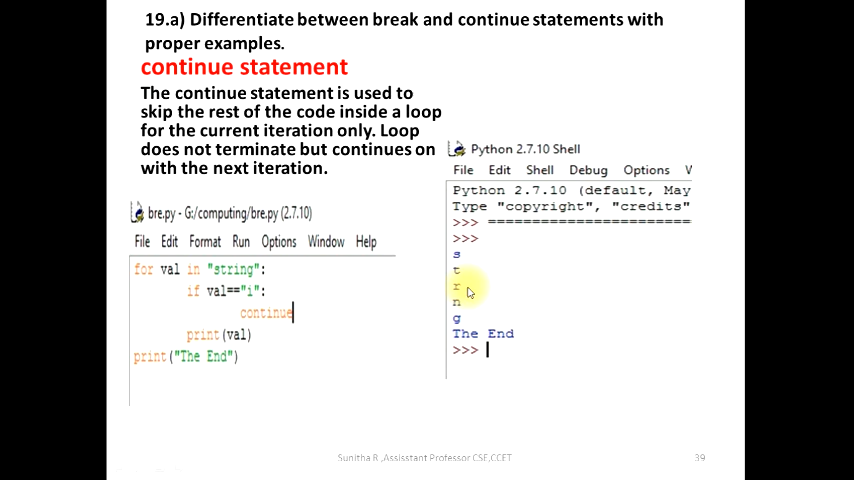 19.a) Differentiate between break and continue statements with
proper examples.
continue statement
The continue statement is used to
skip the rest of the code inside a loop
for the current iteration only. Loop
does not terminate but continues on
with the next iteration.
bre.py - G:/computing/bre.py (2.7.10)
File Edit Format Run Options Window Help
for val in "string":
if val=="i":
continue
print(val)
print("The End")
Python 2.7.10 Shell
File Edit Shell Debug Options V
Python 2.7.10 (default, May
Type "copyright", "credits"
>>> ========================
>>>
s
t
r
n
g
The End
>>>
Sunitha R ,Assisstant Professor CSE,CCET
39